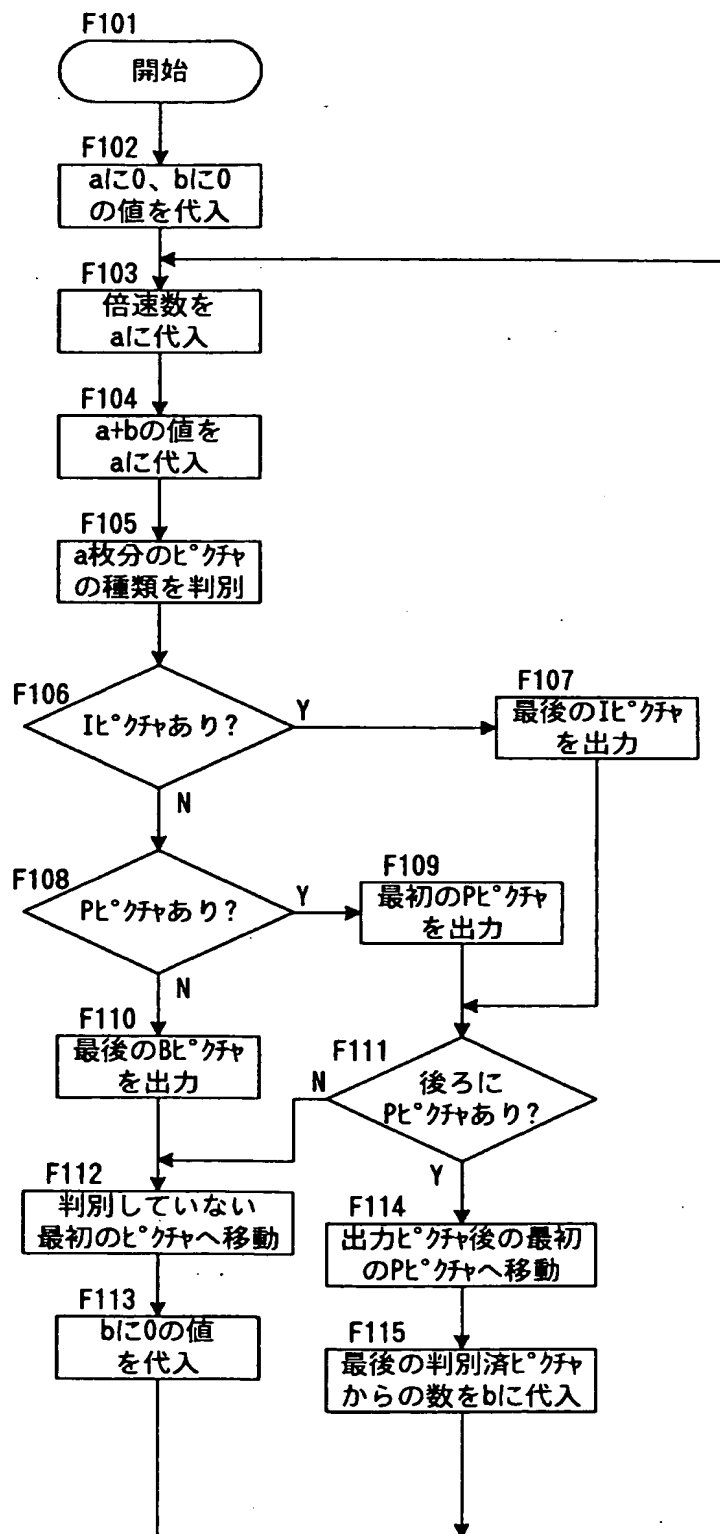 F101
開始
F102
aに0、bに0
の値を代入
F103
倍速数を
aに代入
F104
a+bの値を
aに代入
F105
a枚分のﾋﾟｸﾁｬ
の種類を判別
F106
Iﾋﾟｸﾁｬあり?
Y
N
F107
最後のIﾋﾟｸﾁｬ
を出力
F108
Pﾋﾟｸﾁｬあり?
Y
N
F109
最初のPﾋﾟｸﾁｬ
を出力
F110
最後のBﾋﾟｸﾁｬ
を出力
F111
後ろに
Pﾋﾟｸﾁｬあり?
N
Y
F112
判別していない
最初のﾋﾟｸﾁｬへ移動
F113
bに0の値
を代入
F114
出力ﾋﾟｸﾁｬ後の最初
のPﾋﾟｸﾁｬへ移動
F115
最後の判別済ﾋﾟｸﾁｬ
からの数をbに代入